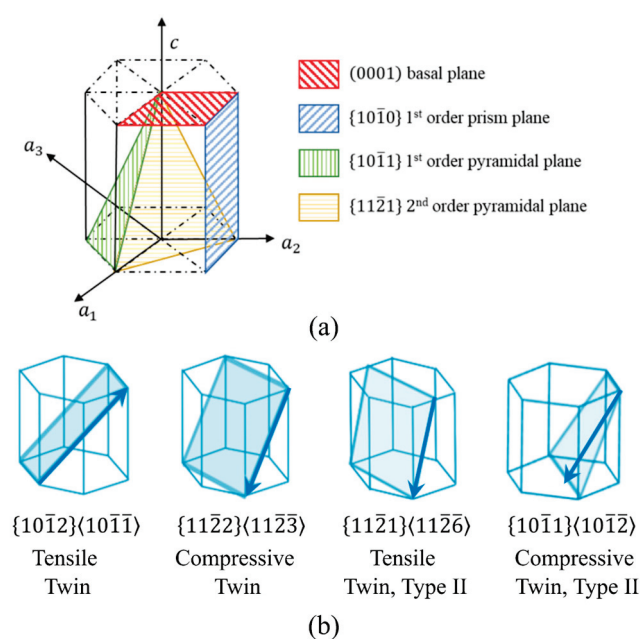 c
(0001) basal plane
{101̄0} 1st order prism plane
a3
{101̄1} 1st order pyramidal plane
{112̄1} 2nd order pyramidal plane
a2
a1
(a)
{101̄2}⟨101̄1̄⟩ {112̄2}⟨112̄3̄⟩ {112̄1}⟨112̄6̄⟩ {101̄1}⟨101̄2̄⟩
Tensile Compressive Tensile Compressive
Twin Twin Twin, Type II Twin, Type II
(b)